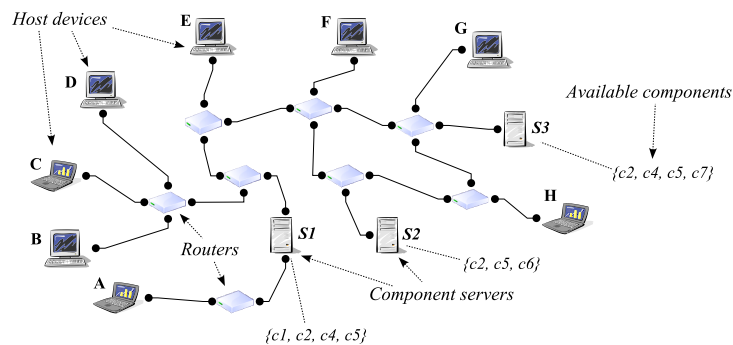 Host devices
E
F
G
D
Available components
S3
C
{c2, c4, c5, c7}
H
B
Routers
S1
S2
{c2, c5, c6}
A
Component servers
{c1, c2, c4, c5}